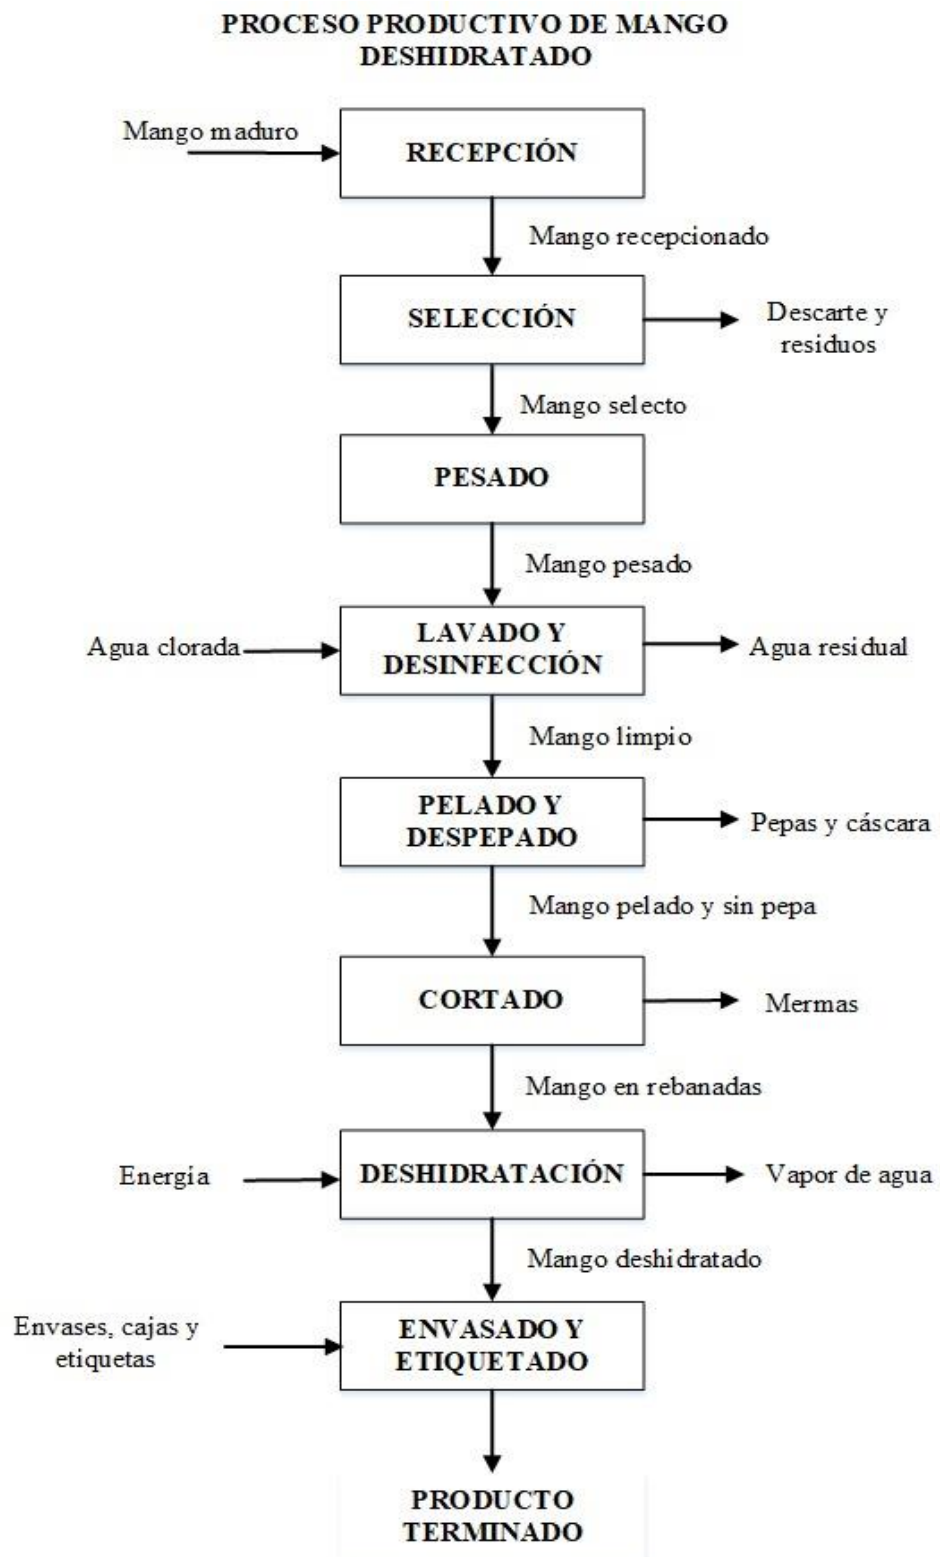 PROCESO PRODUCTIVO DE MANGO
DESHIDRATADO
Mango maduro
RECEPCIÓN
Mango recepcionado
SELECCIÓN
Descarte y
residuos
Mango selecto
PESADO
Mango pesado
Agua clorada
LAVADO Y
DESINFECCIÓN
Agua residual
Mango limpio
PELADO Y
DESPEPADO
Pepas y cáscara
Mango pelado y sin pepa
CORTADO
Mermas
Mango en rebanadas
Energía
DESHIDRATACIÓN
Vapor de agua
Mango deshidratado
Envases, cajas y
etiquetas
ENVASADO Y
ETIQUETADO
PRODUCTO
TERMINADO